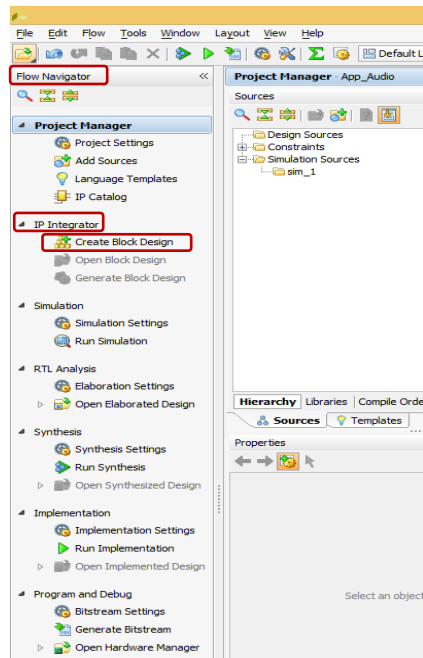 File Edit Flow Tools Window Layout View Help
Default L
Flow Navigator
Project Manager
Project Settings
Add Sources
Language Templates
IP Catalog
IP Integrator
Create Block Design
Open Block Design
Generate Block Design
Simulation
Simulation Settings
Run Simulation
RTL Analysis
Elaboration Settings
Open Elaborated Design
Synthesis
Synthesis Settings
Run Synthesis
Open Synthesized Design
Implementation
Implementation Settings
Run Implementation
Open Implemented Design
Program and Debug
Bitstream Settings
Generate Bitstream
Open Hardware Manager
Project Manager - App_Audio
Sources
Design Sources
Constraints
Simulation Sources
sim_1
Hierarchy Libraries Compile Orde
Sources Templates
Properties
Select an object